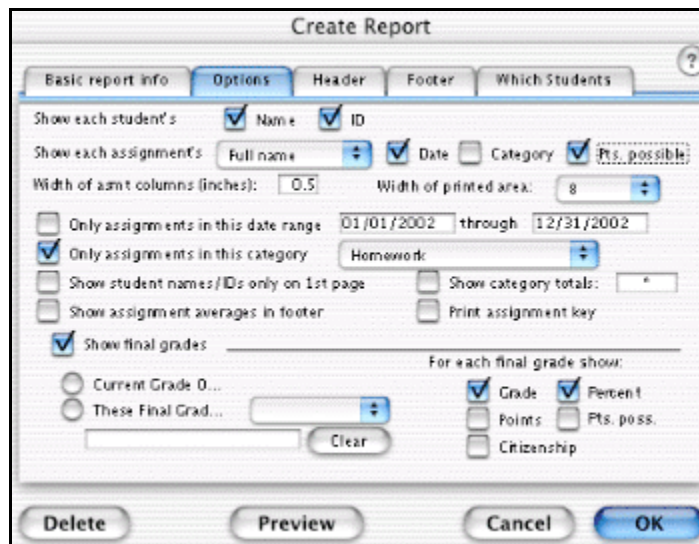 Create Report
?
Basic report info Options Header Footer Which Students
Show each student's Name ID
Show each assignment's Full name Date Category Pts. possible
Width of asmt columns (inches): 0.5 Width of printed area: 8
Only assignments in this date range 01/01/2002 through 12/31/2002
Only assignments in this category Homework
Show student names/IDs only on 1st page Show category totals: *
Show assignment averages in footer Print assignment key
Show final grades
For each final grade show:
Current Grade O... Grade Percent
These Final Grad... Points Pts. poss.
Clear Citizenship
Delete Preview Cancel OK